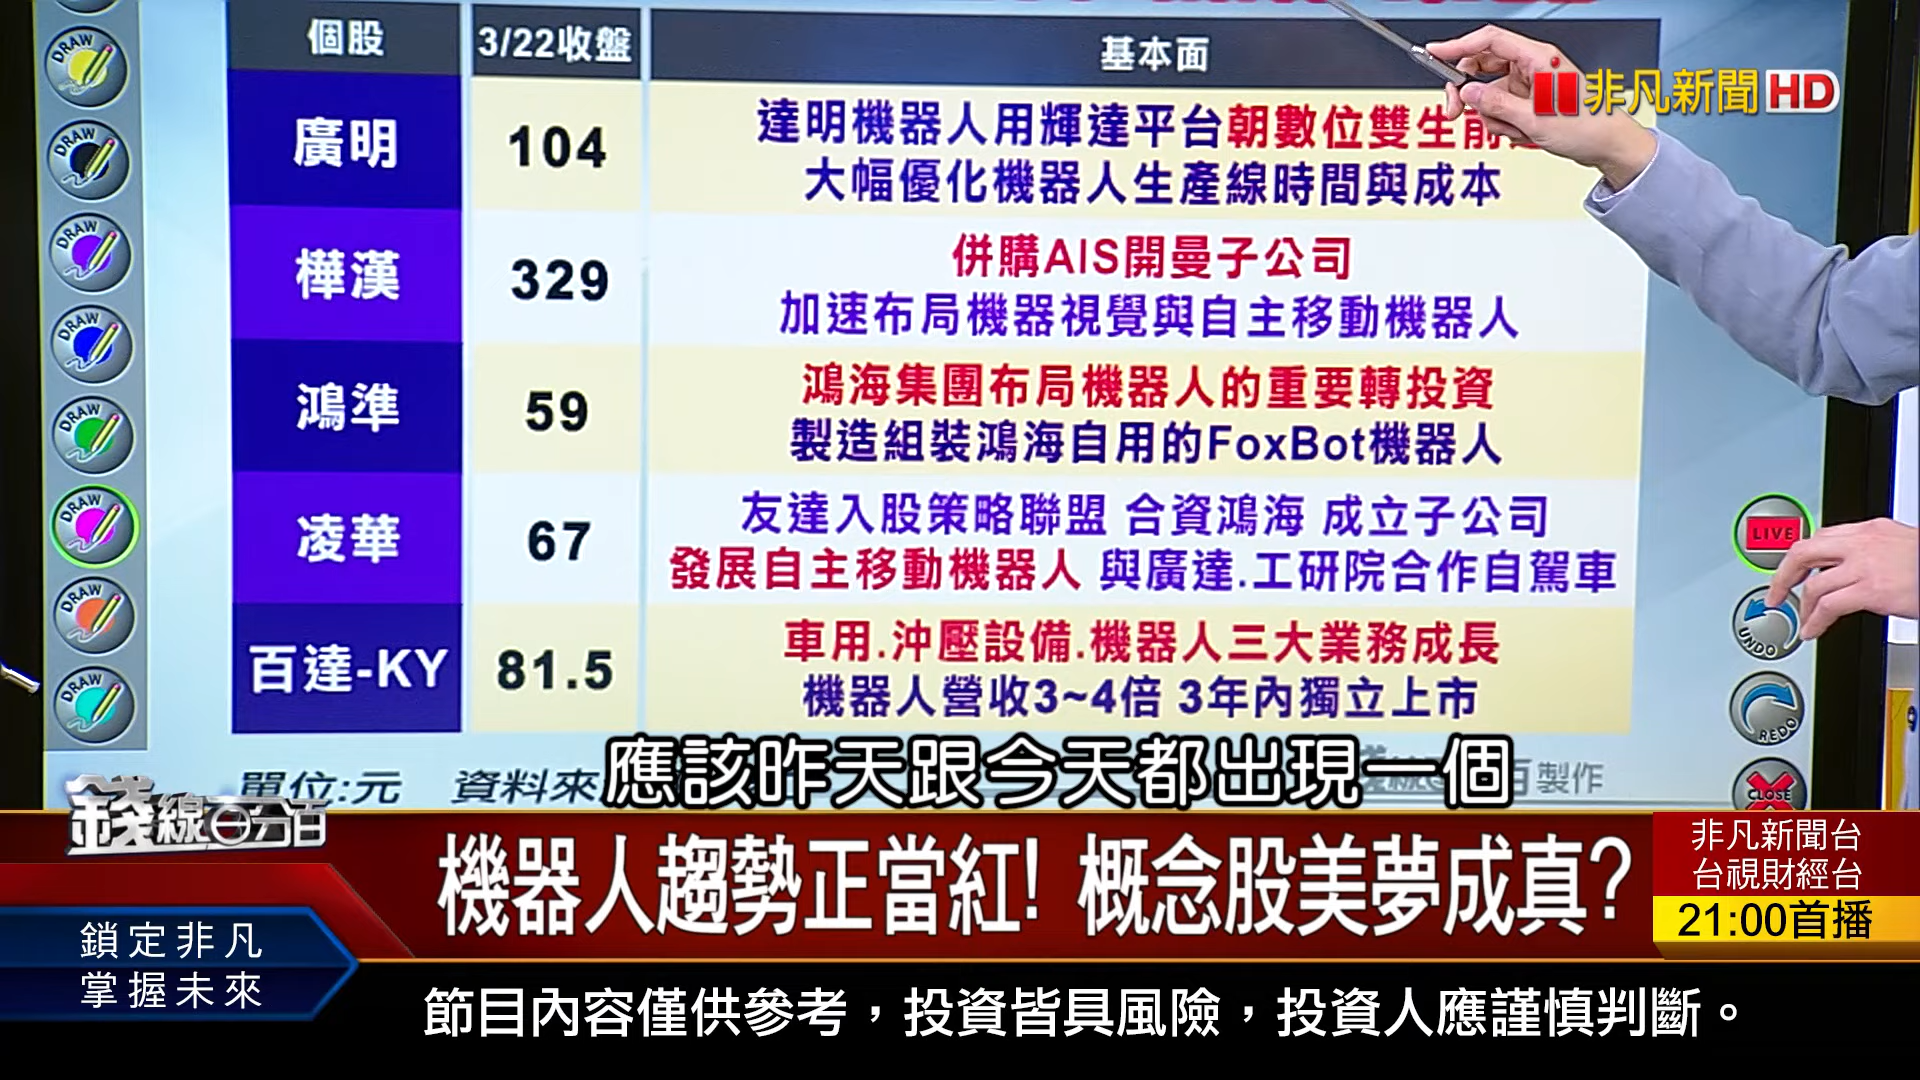 個股 3/22收盤 基本面
非凡新聞HD
廣明 104 達明機器人用輝達平台朝數位雙生前
大幅優化機器人生產線時間與成本
樺漢 329 併購AIS開曼子公司
加速布局機器視覺與自主移動機器人
鴻準 59 鴻海集團布局機器人的重要轉投資
製造組裝鴻海自用的FoxBot機器人
凌華 67 友達入股策略聯盟 合資鴻海 成立子公司
發展自主移動機器人 與廣達.工研院合作自駕車
百達-KY 81.5 車用.沖壓設備.機器人三大業務成長
機器人營收3~4倍 3年內獨立上市
DRAW
DRAW
DRAW
DRAW
DRAW
DRAW
DRAW
DRAW
LIVE
UNDO
REDO
CLOSE
單位:元 資料來 製作
應該昨天跟今天都出現一個
錢線百分百
機器人趨勢正當紅! 概念股美夢成真?
非凡新聞台
台視財經台
21:00首播
鎖定非凡
掌握未來
節目內容僅供參考，投資皆具風險，投資人應謹慎判斷。